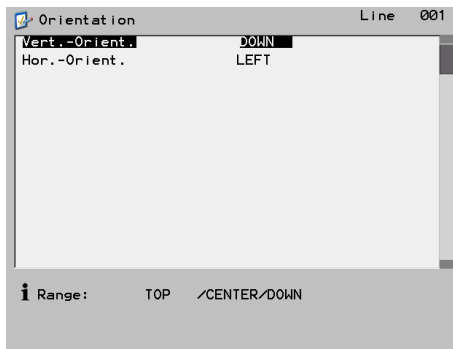 Orientation Line 001
Vert.-Orient. DOWN
Hor.-Orient. LEFT
i Range: TOP /CENTER/DOWN